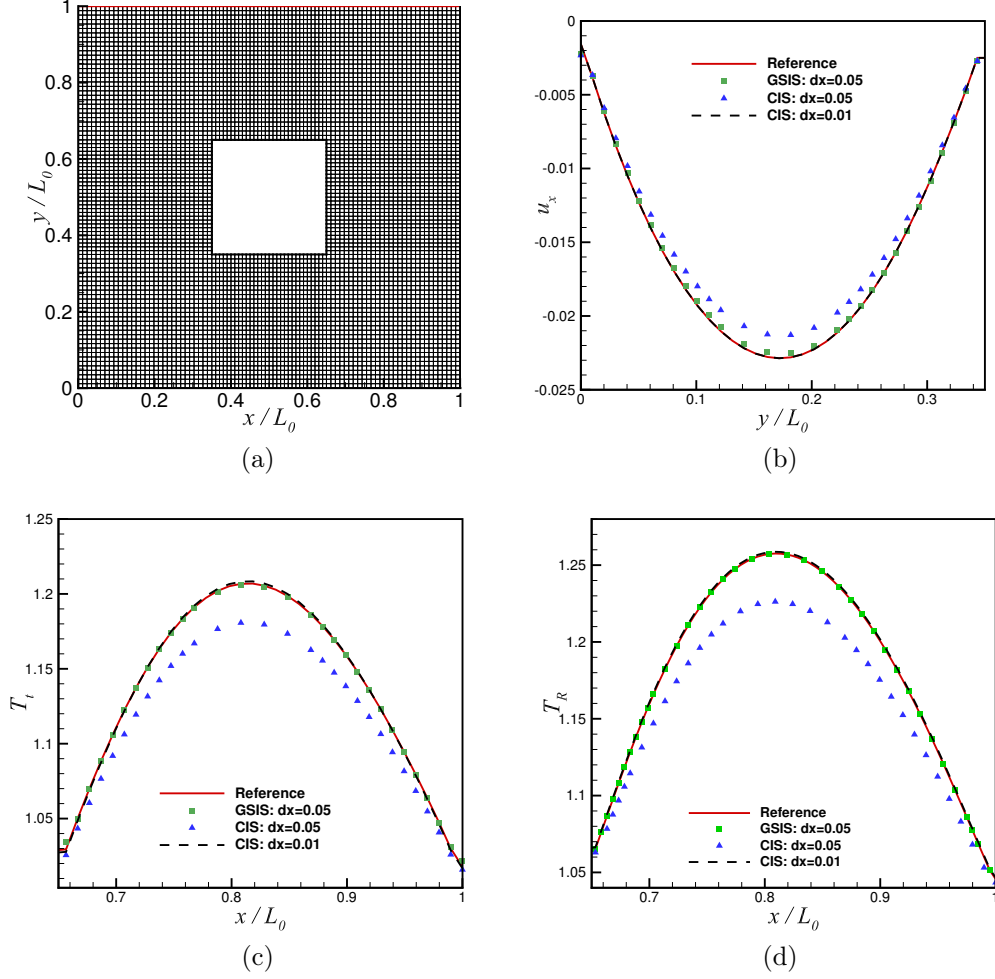 1
0.8
0.6
0.4
0.2
0
y / L₀
0 0.2 0.4 0.6 0.8 1
x / L₀
(a)
0
-0.005
-0.01
-0.015
-0.02
-0.025
uₓ
Reference
GSIS: dx=0.05
CIS: dx=0.05
CIS: dx=0.01
0 0.1 0.2 0.3
y / L₀
(b)
1.25
1.2
1.15
1.1
1.05
T_t
Reference
GSIS: dx=0.05
CIS: dx=0.05
CIS: dx=0.01
0.7 0.8 0.9 1
x / L₀
(c)
1.25
1.2
1.15
1.1
1.05
T_R
Reference
GSIS: dx=0.05
CIS: dx=0.05
CIS: dx=0.01
0.7 0.8 0.9 1
x / L₀
(d)